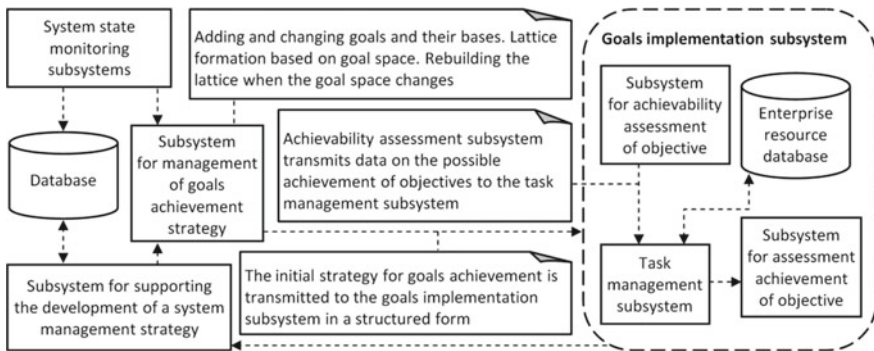 System state
monitoring
subsystems
Adding and changing goals and their bases. Lattice
formation based on goal space. Rebuilding the
lattice when the goal space changes
Goals implementation subsystem
Subsystem
for achievability
assessment
of objective
Enterprise
resource
database
Database
Subsystem
for management
of goals
achievement
strategy
Achievability assessment subsystem
transmits data on the possible
achievement of objectives to the task
management subsystem
Subsystem for supporting
the development of a system
management strategy
The initial strategy for goals achievement is
transmitted to the goals implementation
subsystem in a structured form
Task
management
subsystem
Subsystem
for assessment
achievement
of objective